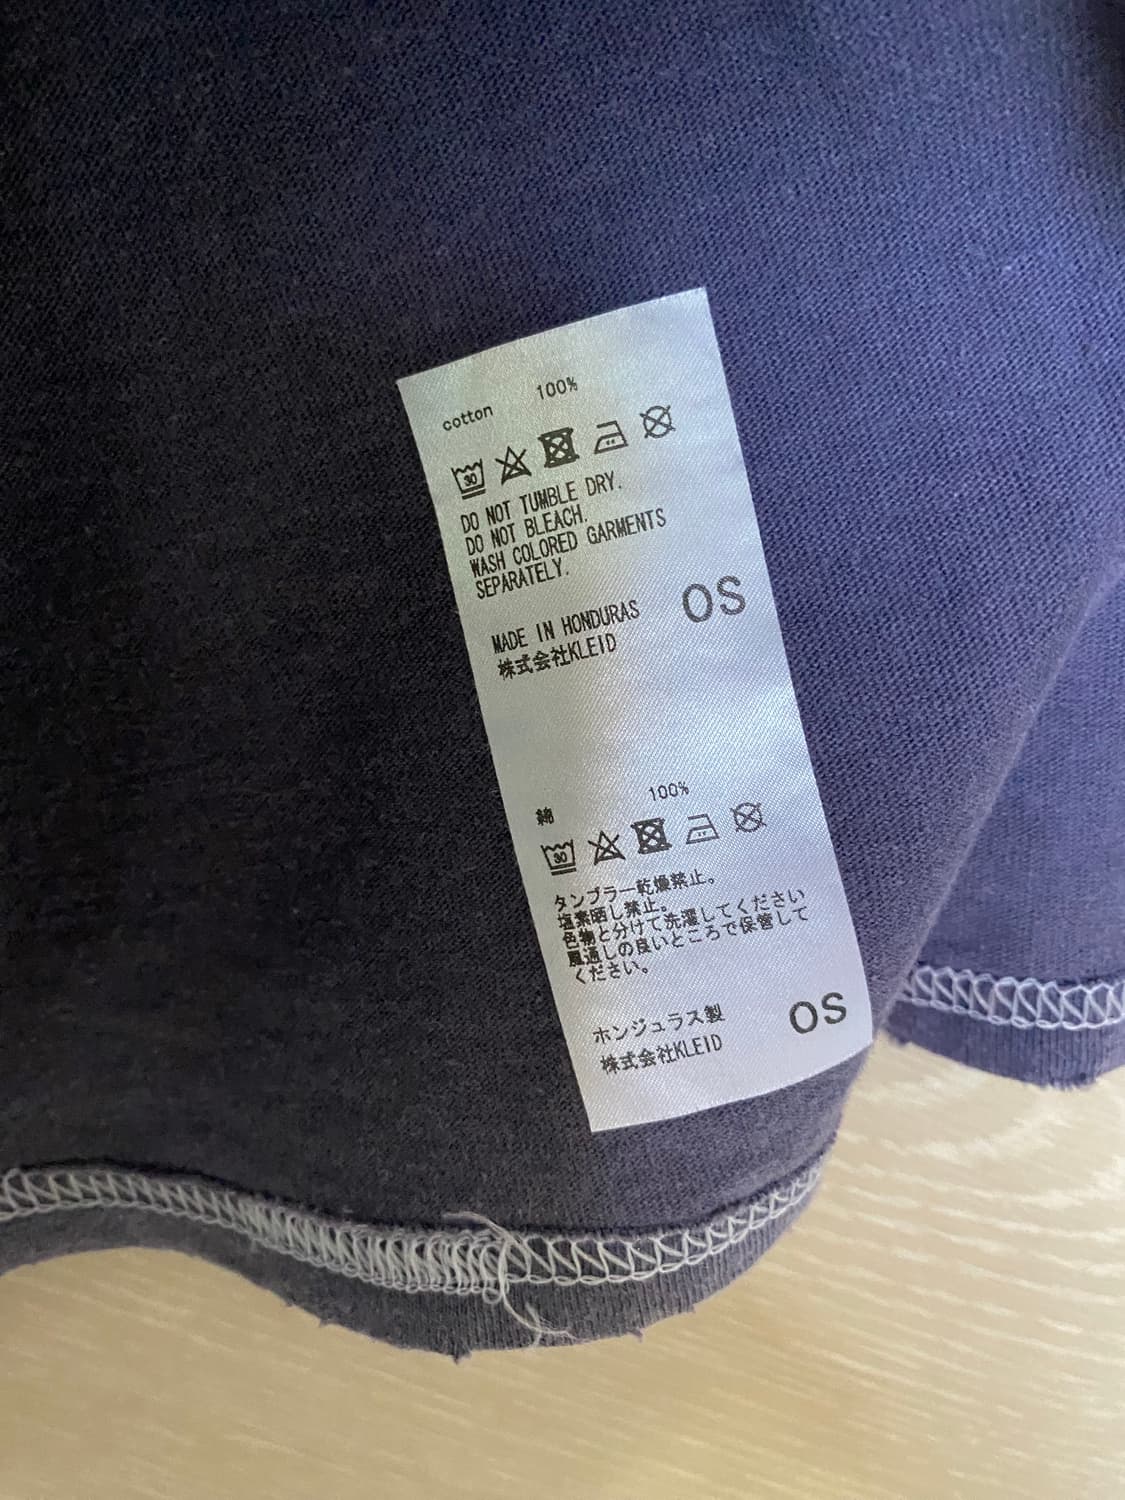 cotton 100%
30
DO NOT TUMBLE DRY.
DO NOT BLEACH.
WASH COLORED GARMENTS
SEPARATELY.
OS
MADE IN HONDURAS
株式会社KLEID
綿 100%
30
タンブラー乾燥禁止。
塩素晒し禁止。
色物と分けて洗濯してください
風通しの良いところで保管して
ください。
OS
ホンジュラス製
株式会社KLEID